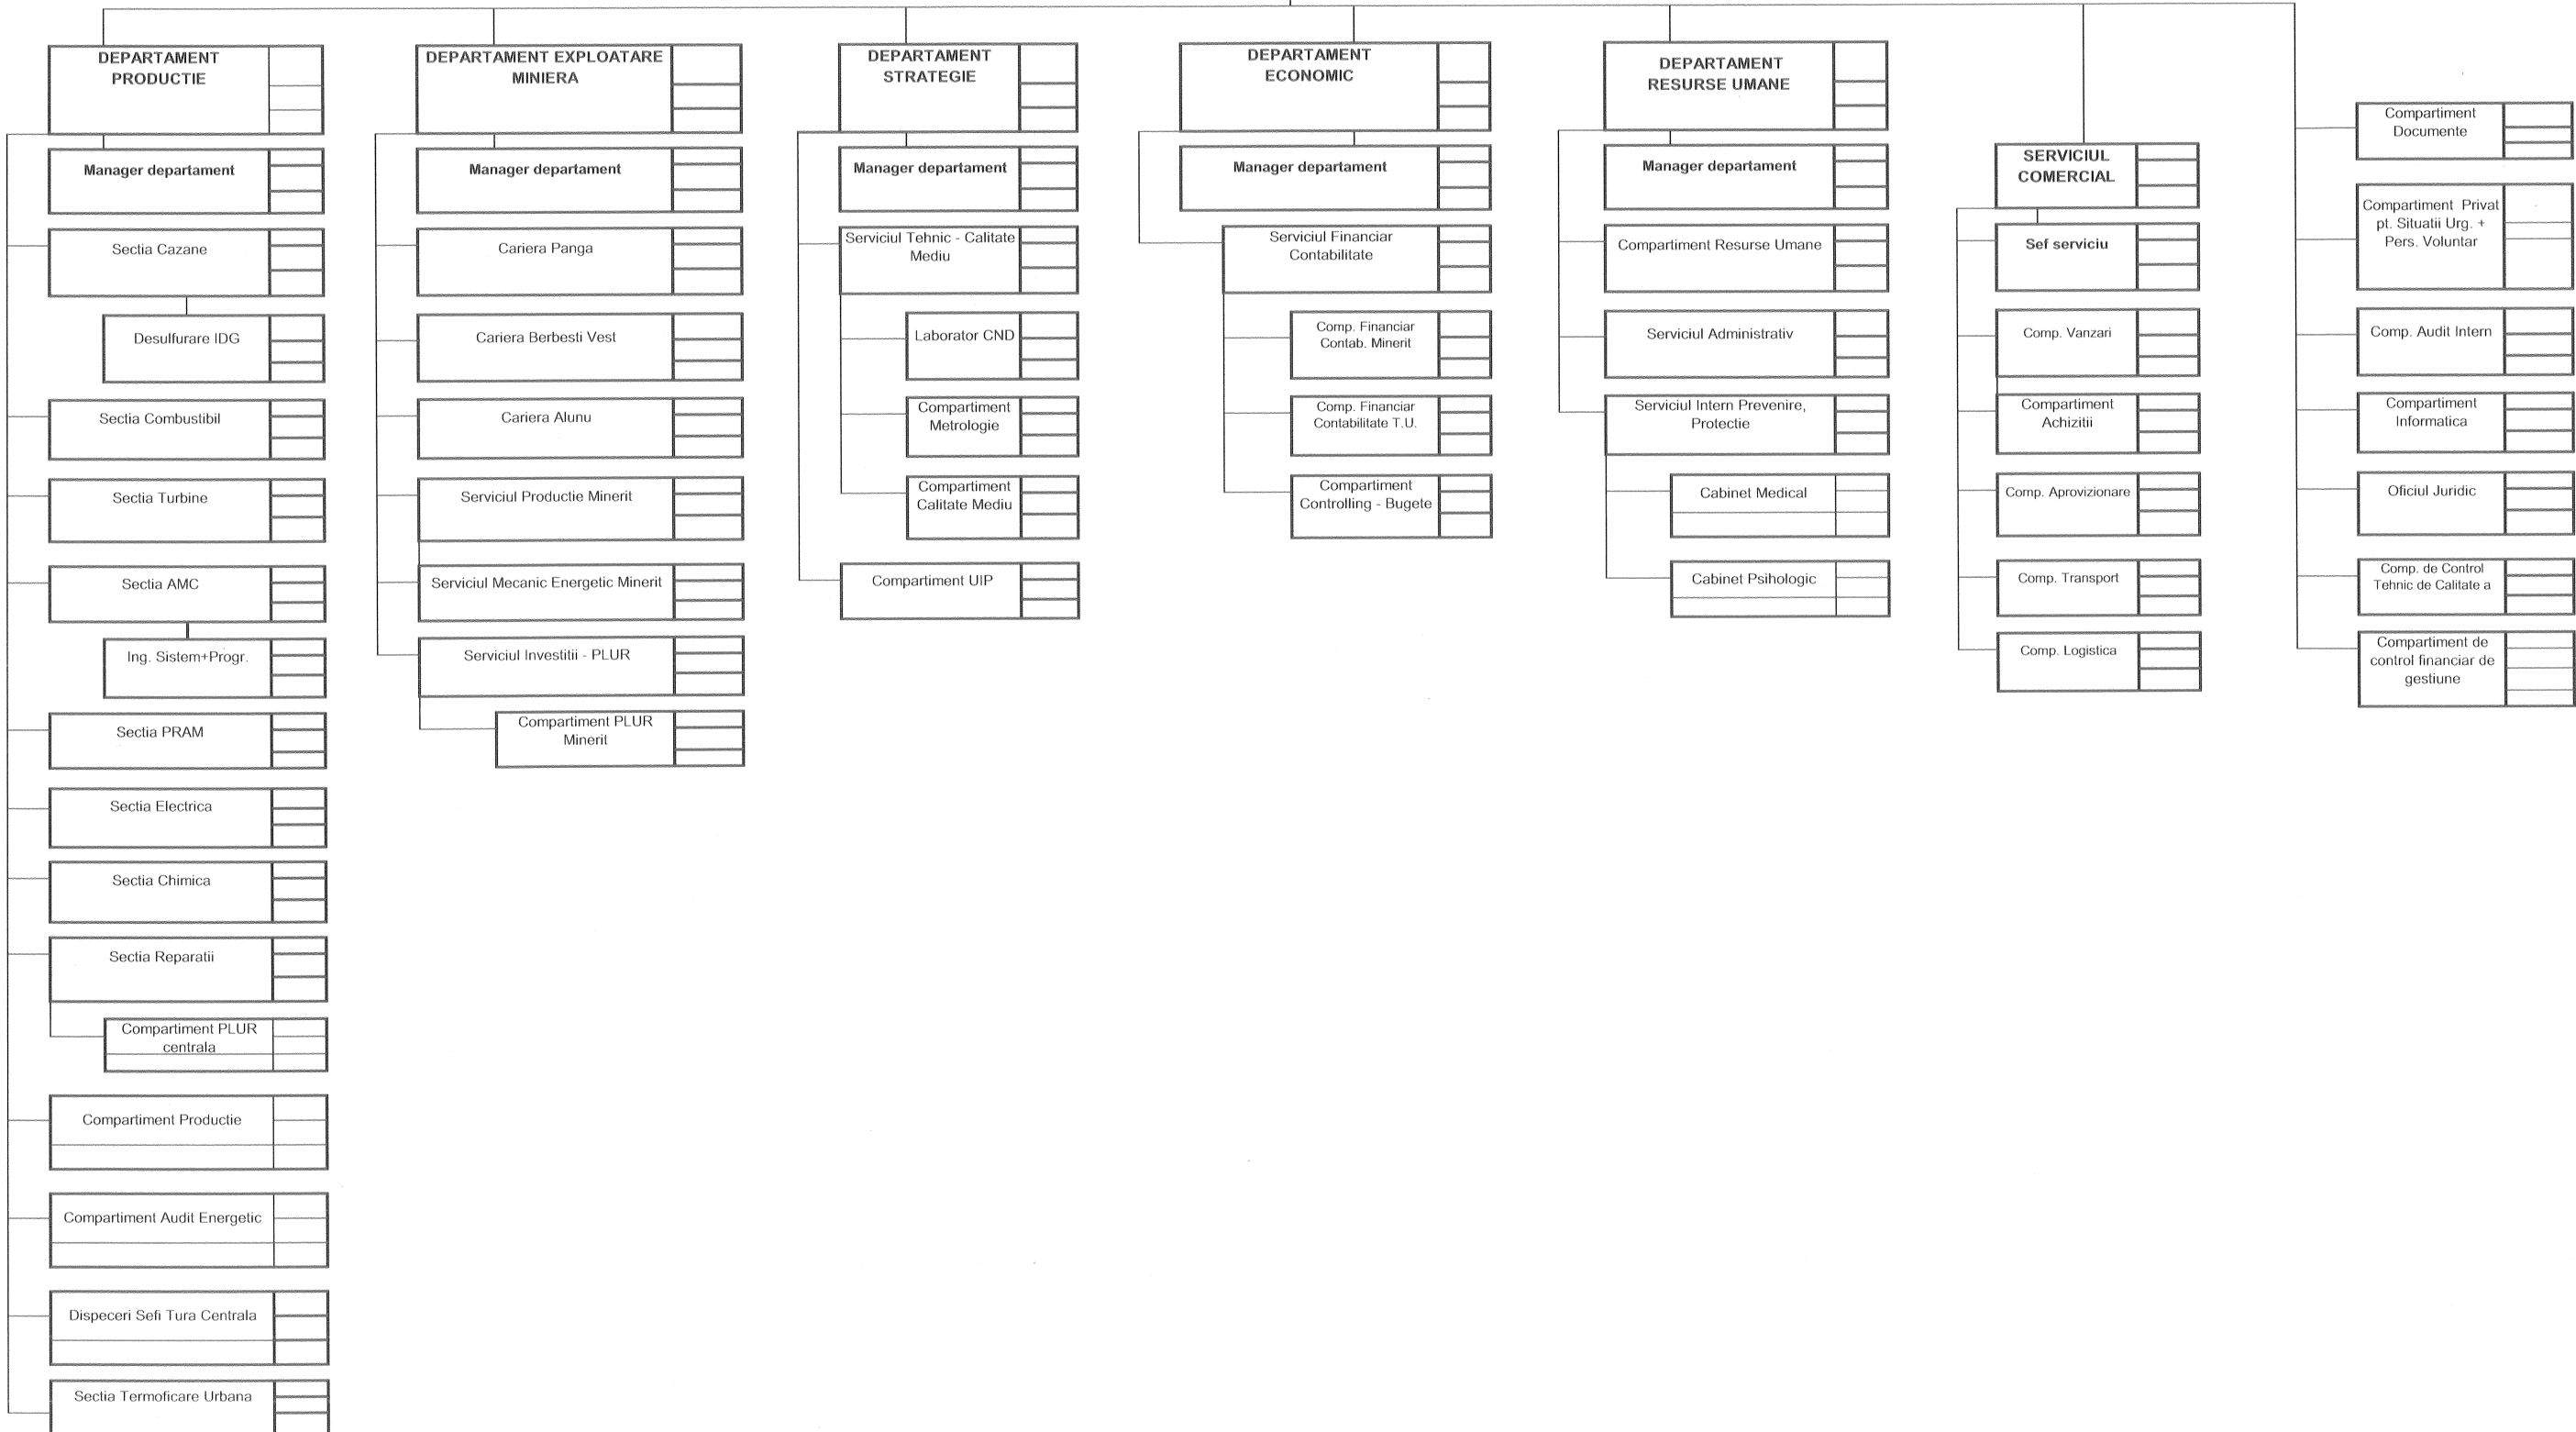 DEPARTAMENT
PRODUCTIE
Manager departament
Sectia Cazane
Desulfurare IDG
Sectia Combustibil
Sectia Turbine
Sectia AMC
Ing. Sistem+Progr.
Sectia PRAM
Sectia Electrica
Sectia Chimica
Sectia Reparatii
Compartiment PLUR
centrala
Compartiment Productie
Compartiment Audit Energetic
Dispeceri Sefi Tura Centrala
Sectia Termoficare Urbana
DEPARTAMENT EXPLOATARE
MINIERA
Manager departament
Cariera Panga
Cariera Berbesti Vest
Cariera Alunu
Serviciul Productie Minerit
Serviciul Mecanic Energetic Minerit
Serviciul Investitii - PLUR
Compartiment PLUR
Minerit
DEPARTAMENT
STRATEGIE
Manager departament
Serviciul Tehnic - Calitate
Mediu
Laborator CND
Compartiment
Metrologie
Compartiment
Calitate Mediu
Compartiment UIP
DEPARTAMENT
ECONOMIC
Manager departament
Serviciul Financiar
Contabilitate
Comp. Financiar
Contab. Minerit
Comp. Financiar
Contabilitate T.U.
Compartiment
Controlling - Bugete
DEPARTAMENT
RESURSE UMANE
Manager departament
Compartiment Resurse Umane
Serviciul Administrativ
Serviciul Intern Prevenire,
Protectie
Cabinet Medical
Cabinet Psihologic
SERVICIUL
COMERCIAL
Sef serviciu
Comp. Vanzari
Compartiment
Achizitii
Comp. Aprovizionare
Comp. Transport
Comp. Logistica
Compartiment
Documente
Compartiment Privat
pt. Situatii Urg. +
Pers. Voluntar
Comp. Audit Intern
Compartiment
Informatica
Oficiul Juridic
Comp. de Control
Tehnic de Calitate a
Compartiment de
control financiar de
gestiune